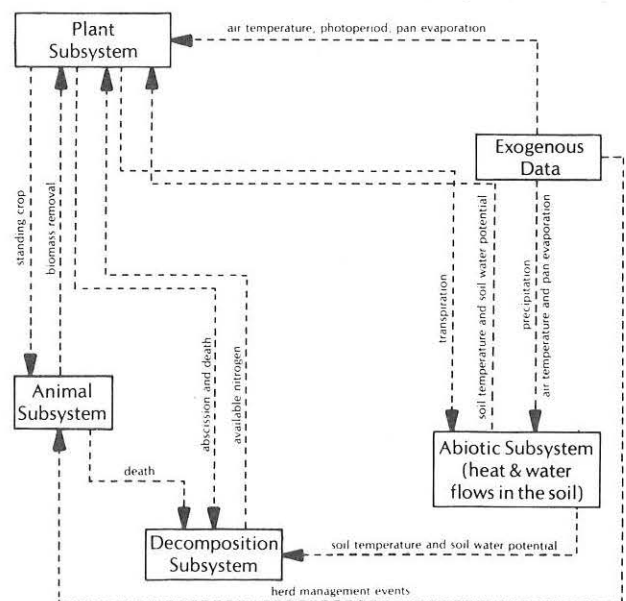 air temperature, photoperiod, pan evaporation
Plant
Subsystem
Exogenous
Data
standing crop
biomass removal
transpiration
soil temperature and soil water potential
precipitation
air temperature and pan evaporation
abscission and death
available nitrogen
Animal
Subsystem
death
Abiotic Subsystem
(heat & water
flows in the soil)
Decomposition
Subsystem
soil temperature and soil water potential
herd management events